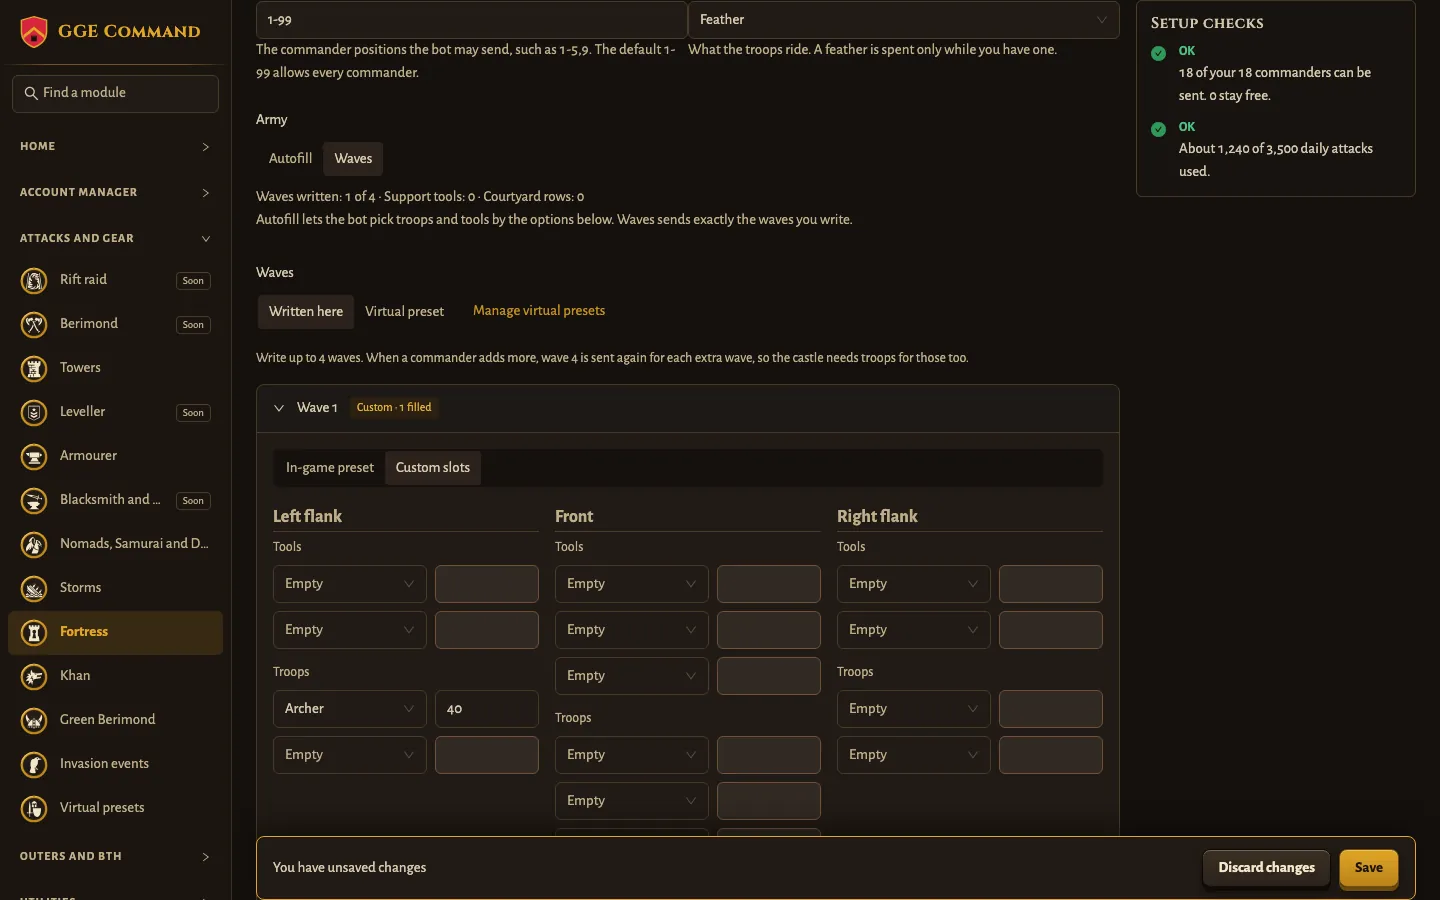 GGE Command
Find a module
HOME
ACCOUNT MANAGER
ATTACKS AND GEAR
Rift raid
Soon
Berimond
Soon
Towers
Leveller
Soon
Armourer
Blacksmith and ...
Soon
Nomads, Samurai and D...
Storms
Fortress
Khan
Green Berimond
Invasion events
Virtual presets
OUTERS AND BTH
1-99
The commander positions the bot may send, such as 1-5,9. The default 1-
99 allows every commander.
Feather
What the troops ride. A feather is spent only while you have one.
Army
Autofill
Waves
Waves written: 1 of 4 · Support tools: 0 · Courtyard rows: 0
Autofill lets the bot pick troops and tools by the options below. Waves sends exactly the waves you write.
Waves
Written here
Virtual preset
Manage virtual presets
Write up to 4 waves. When a commander adds more, wave 4 is sent again for each extra wave, so the castle needs troops for those too.
Wave 1
Custom · 1 filled
In-game preset
Custom slots
Left flank
Tools
Empty
Empty
Troops
Archer
40
Empty
Front
Tools
Empty
Empty
Empty
Troops
Empty
Empty
Right flank
Tools
Empty
Empty
Troops
Empty
Empty
Setup checks
OK
18 of your 18 commanders can be
sent. 0 stay free.
OK
About 1,240 of 3,500 daily attacks
used.
You have unsaved changes
Discard changes
Save